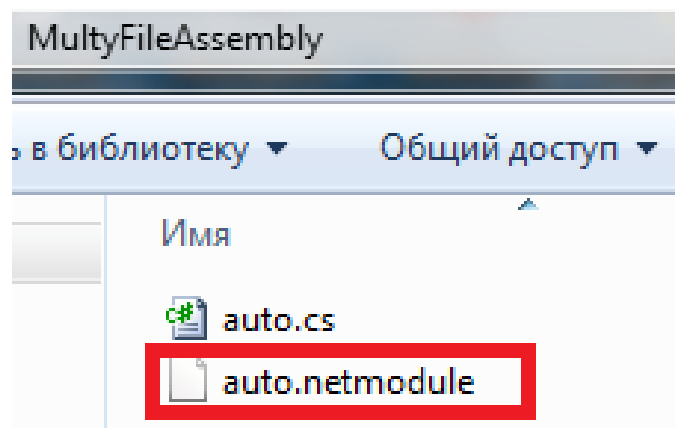 MultyFileAssembly
ь в библиотеку Общий доступ
Имя
auto.cs
auto.netmodule